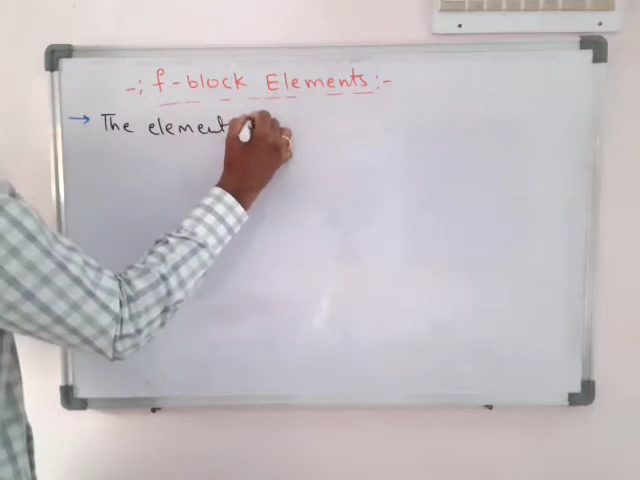 -; f-block Elements:-
→ The element